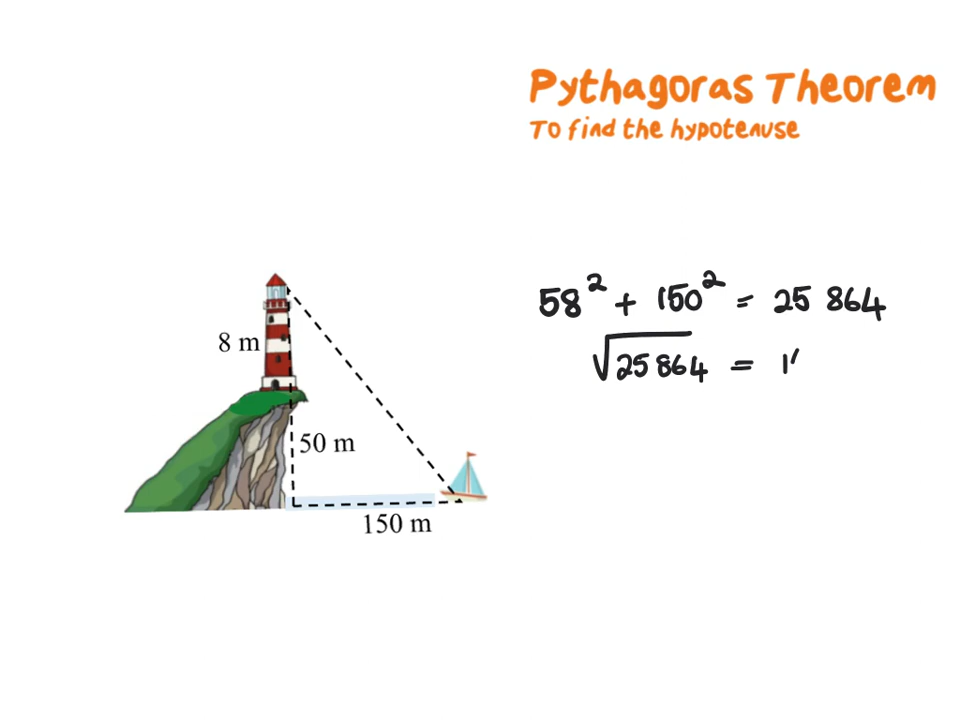 Pythagoras Theorem
To find the hypotenuse
58² + 150² = 25 864
√25 864 = 1
8 m
50 m
150 m